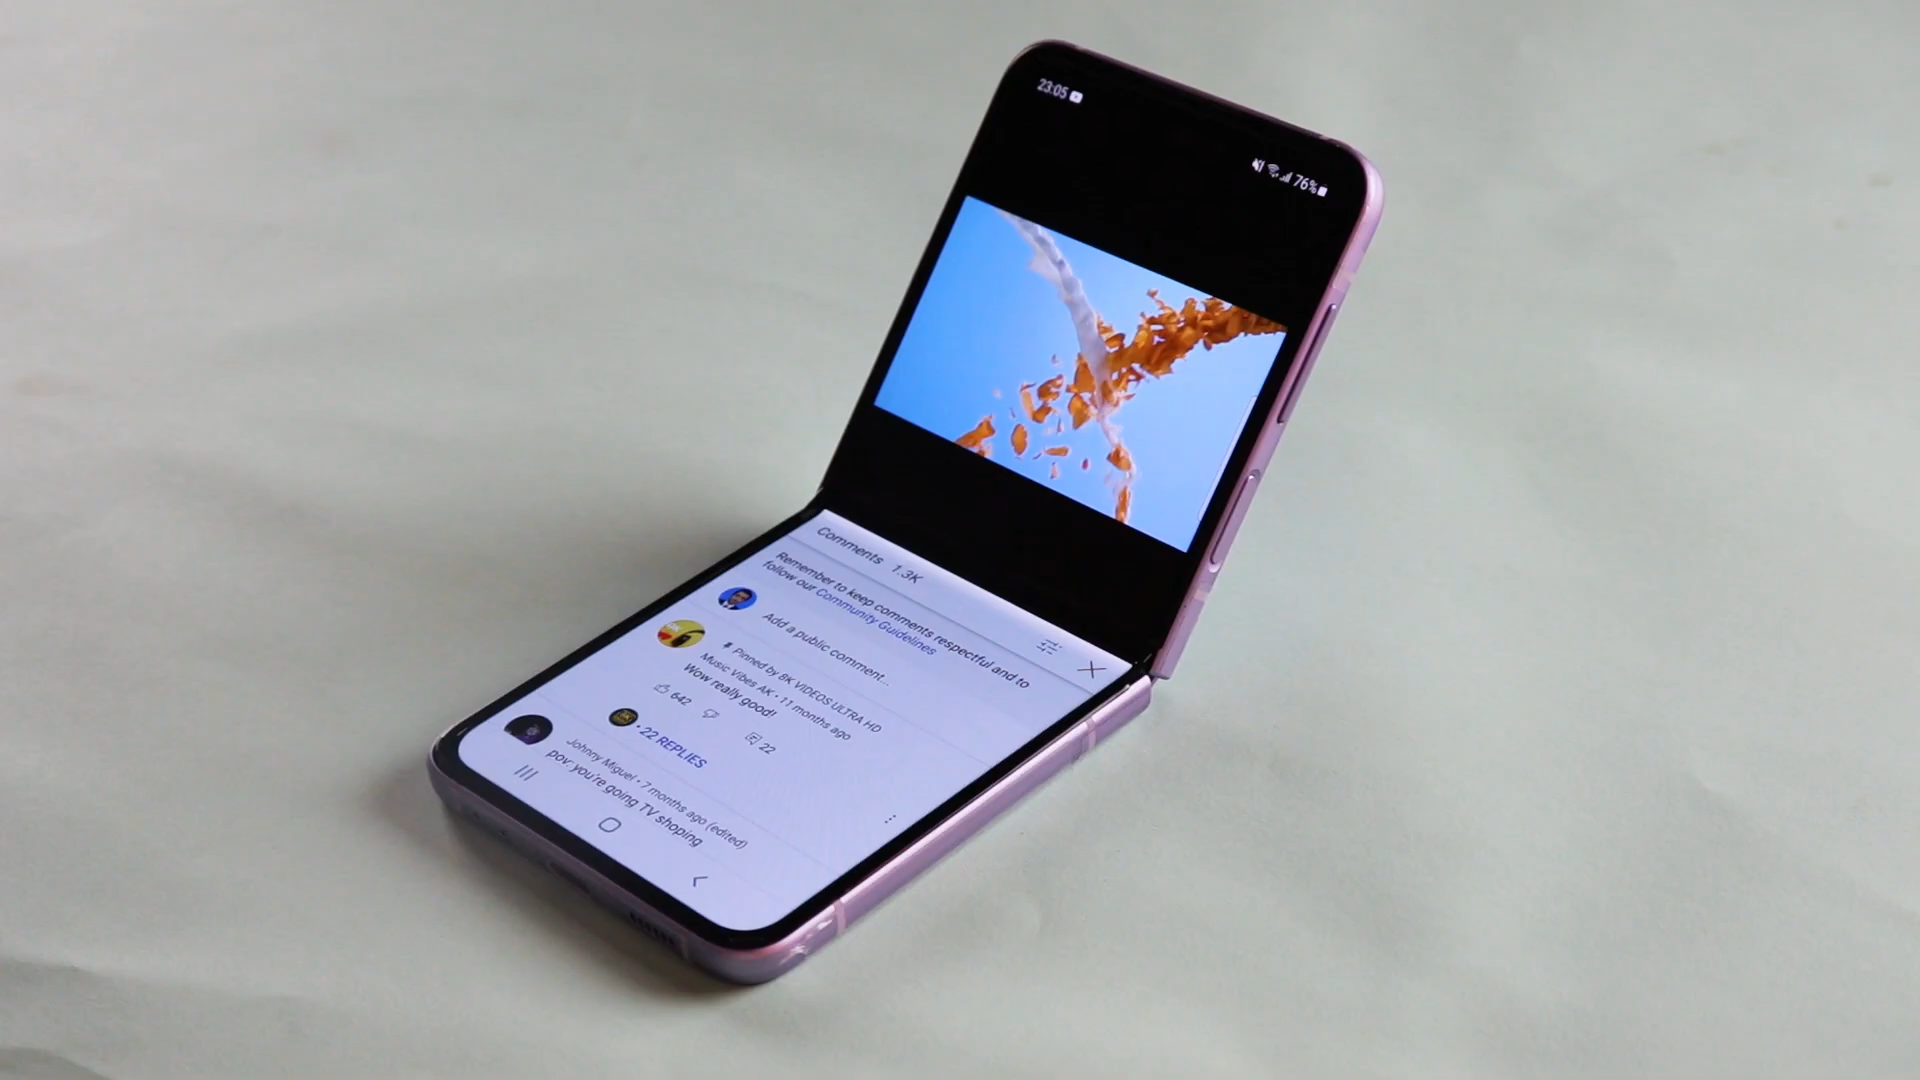 23:05
76%
Comments 1.3K
Remember to keep comments respectful and to
follow our Community Guidelines
Add a public comment...
Pinned by 8K VIDEOS ULTRA HD
Music Vibes AK • 11 months ago
Wow really good!
642
22
• 22 REPLIES
Johnny Miguel • 7 months ago (edited)
pov: you're going TV shoping